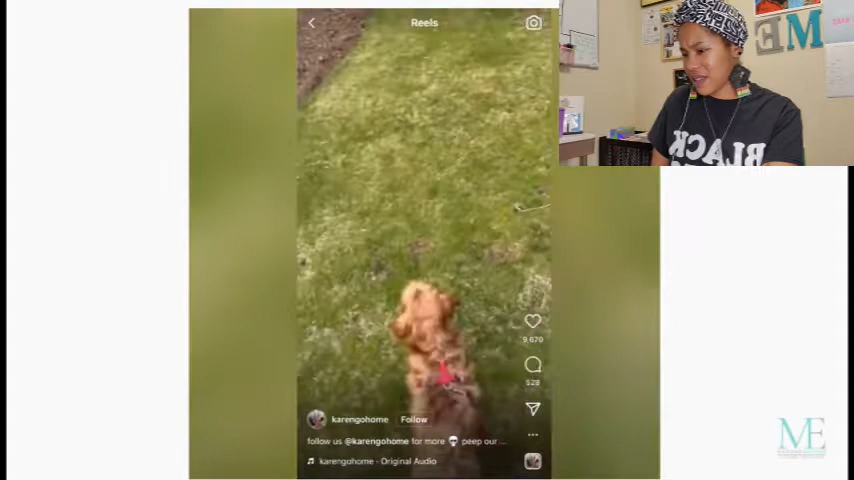 Reels
ME
BLACK
9,670
528
karengohome Follow
follow us @karengohome for more 💀 peep our ...
karengohome · Original Audio
ME